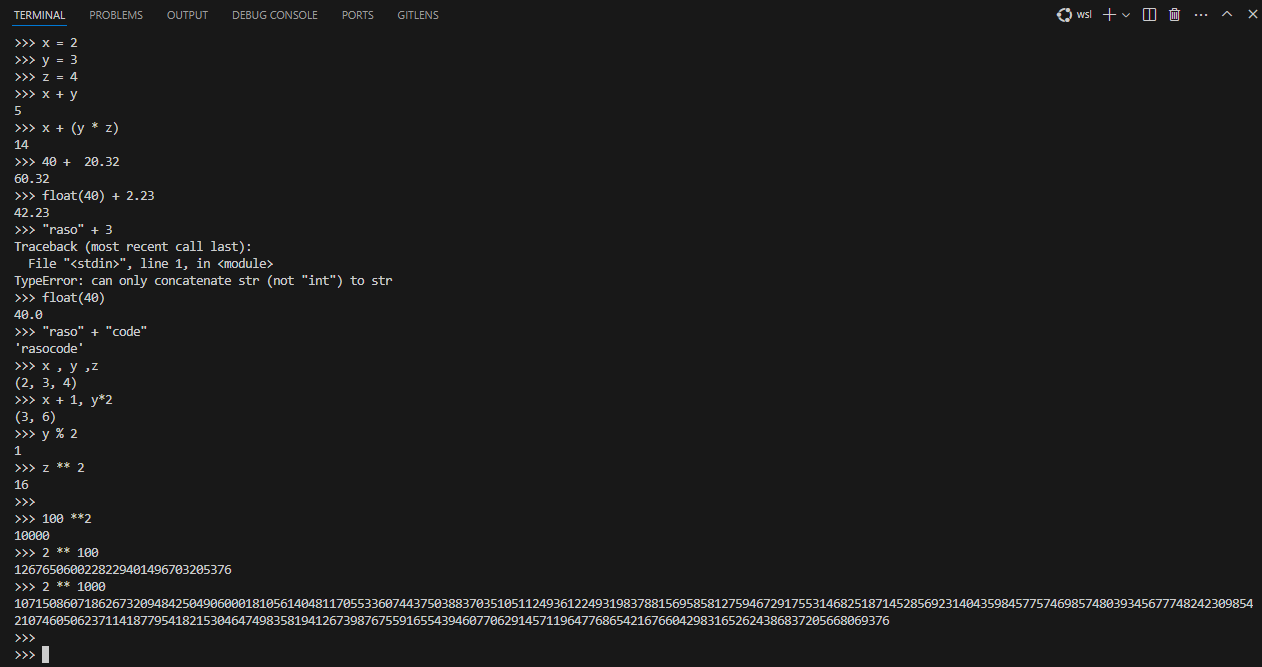 TERMINAL PROBLEMS OUTPUT DEBUG CONSOLE PORTS GITLENS wsl
>>> x = 2
>>> y = 3
>>> z = 4
>>> x + y
5
>>> x + (y * z)
14
>>> 40 +  20.32
60.32
>>> float(40) + 2.23
42.23
>>> "raso" + 3
Traceback (most recent call last):
  File "<stdin>", line 1, in <module>
TypeError: can only concatenate str (not "int") to str
>>> float(40)
40.0
>>> "raso" + "code"
'rasocode'
>>> x , y ,z
(2, 3, 4)
>>> x + 1, y*2
(3, 6)
>>> y % 2
1
>>> z ** 2
16
>>>
>>> 100 **2
10000
>>> 2 ** 100
1267650600228229401496703205376
>>> 2 ** 1000
107150860718626732094842504906000181056140481170553360744375038837035105112493612249319837881569585812759467291755314682518714528569231404359845775746985748039345677748242309854
21074605062371141877954182153046474983581941267398767559165543946077062914571196477686542167660429831652624386837205668069376
>>>
>>>